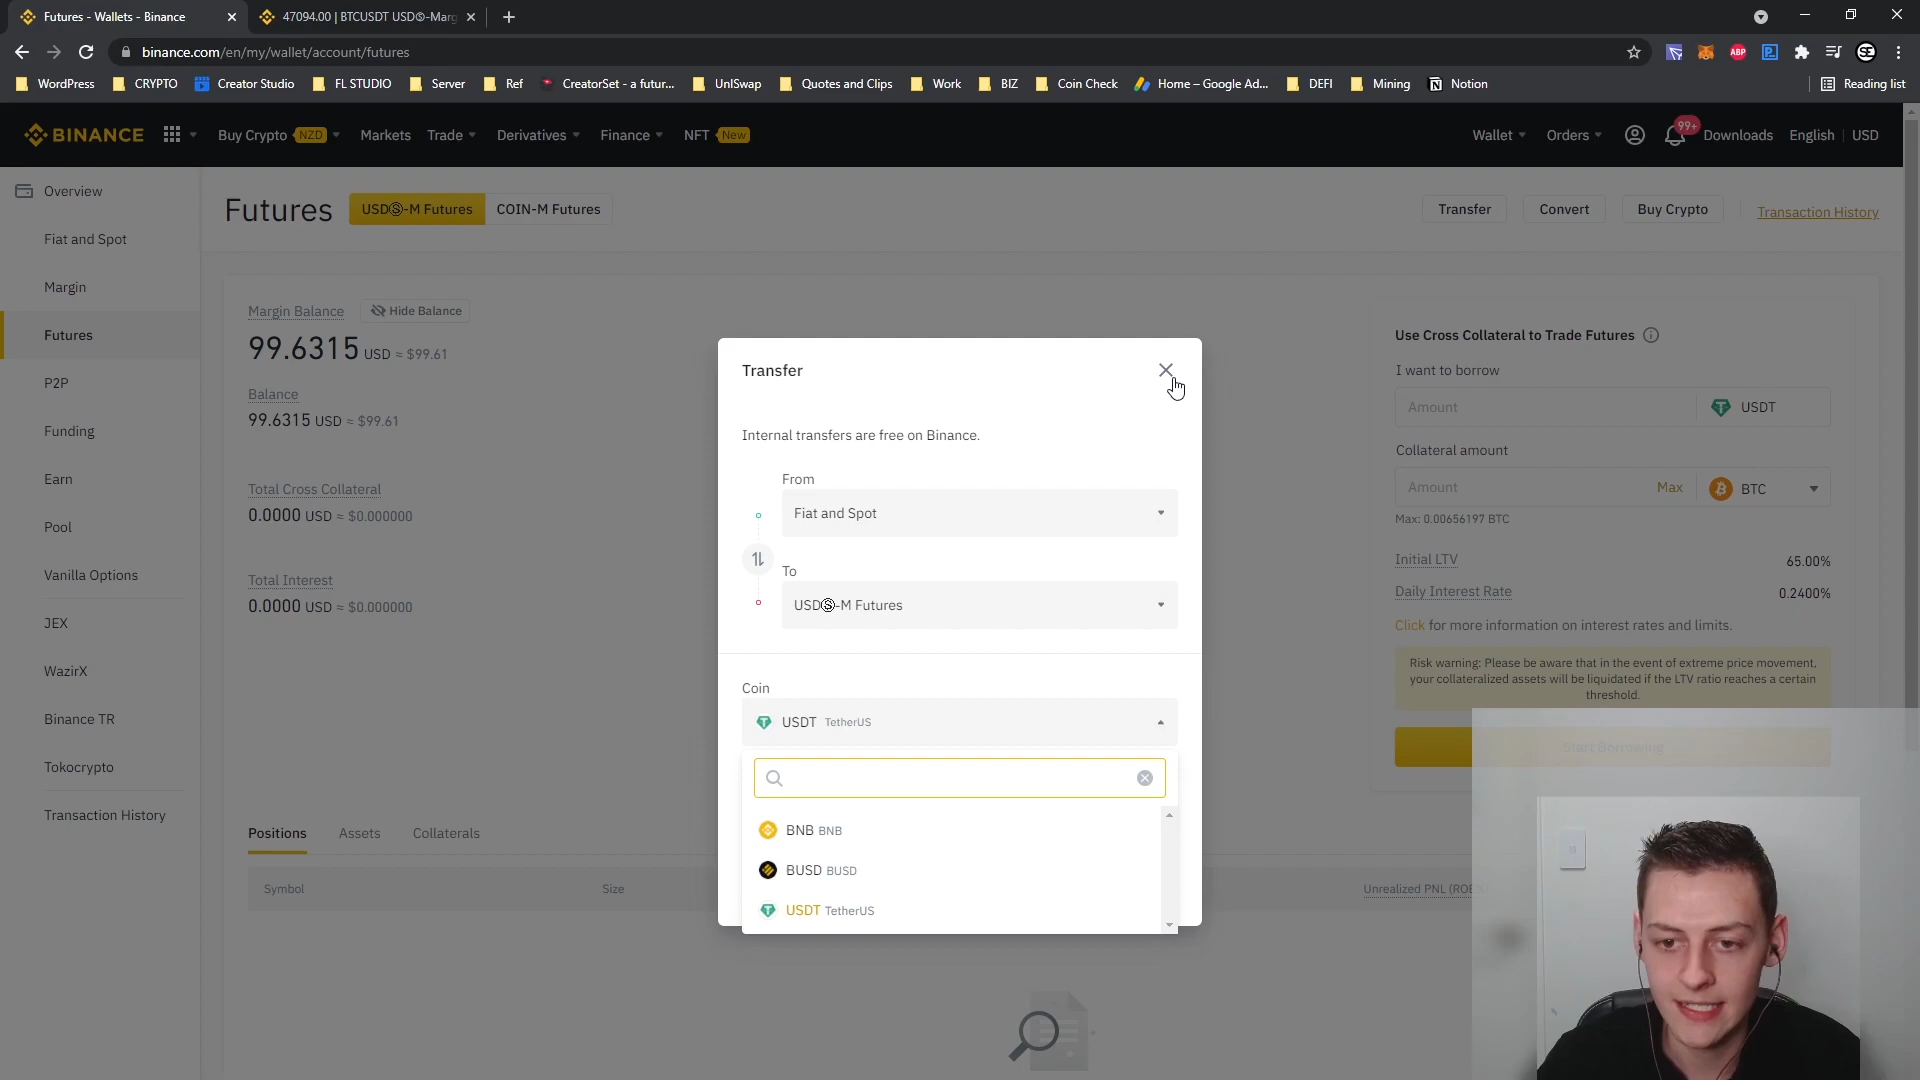 Futures - Wallets - Binance
47094.00 | BTCUSDT USDⓈ-Marg
binance.com/en/my/wallet/account/futures
ABP
WordPress
CRYPTO
Creator Studio
FL STUDIO
Server
Ref
CreatorSet - a futur...
UnISwap
Quotes and Clips
Work
BIZ
Coin Check
Home – Google Ad...
DEFI
Mining
Notion
Reading list
BINANCE
Buy Crypto NZD
Markets
Trade
Derivatives
Finance
NFT New
Wallet
Orders
99+
Downloads
English
USD
Overview
Fiat and Spot
Margin
Futures
P2P
Funding
Earn
Pool
Vanilla Options
JEX
WazirX
Binance TR
Tokocrypto
Transaction History
Futures
USDⓈ-M Futures
COIN-M Futures
Transfer
Convert
Buy Crypto
Transaction History
Margin Balance
Hide Balance
99.6315 USD ≈ $99.61
Balance
99.6315 USD ≈ $99.61
Total Cross Collateral
0.0000 USD ≈ $0.000000
Total Interest
0.0000 USD ≈ $0.000000
Positions
Assets
Collaterals
Symbol
Size
Unrealized PNL (ROE
Transfer
Internal transfers are free on Binance.
From
Fiat and Spot
To
USDⓈ-M Futures
Coin
USDT TetherUS
BNB BNB
BUSD BUSD
USDT TetherUS
Use Cross Collateral to Trade Futures
I want to borrow
Amount
USDT
Collateral amount
Amount
Max
BTC
Max: 0.00656197 BTC
Initial LTV
65.00%
Daily Interest Rate
0.2400%
Click for more information on interest rates and limits.
Risk warning: Please be aware that in the event of extreme price movement,
your collateralized assets will be liquidated if the LTV ratio reaches a certain
threshold.
Start Borrowing